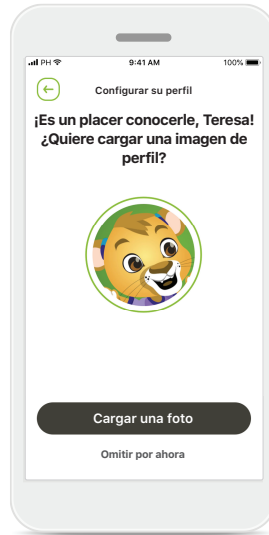 PH 9:41 AM 100%
Configurar su perfil
¡Es un placer conocerle, Teresa!
¿Quiere cargar una imagen de
perfil?
Cargar una foto
Omitir por ahora